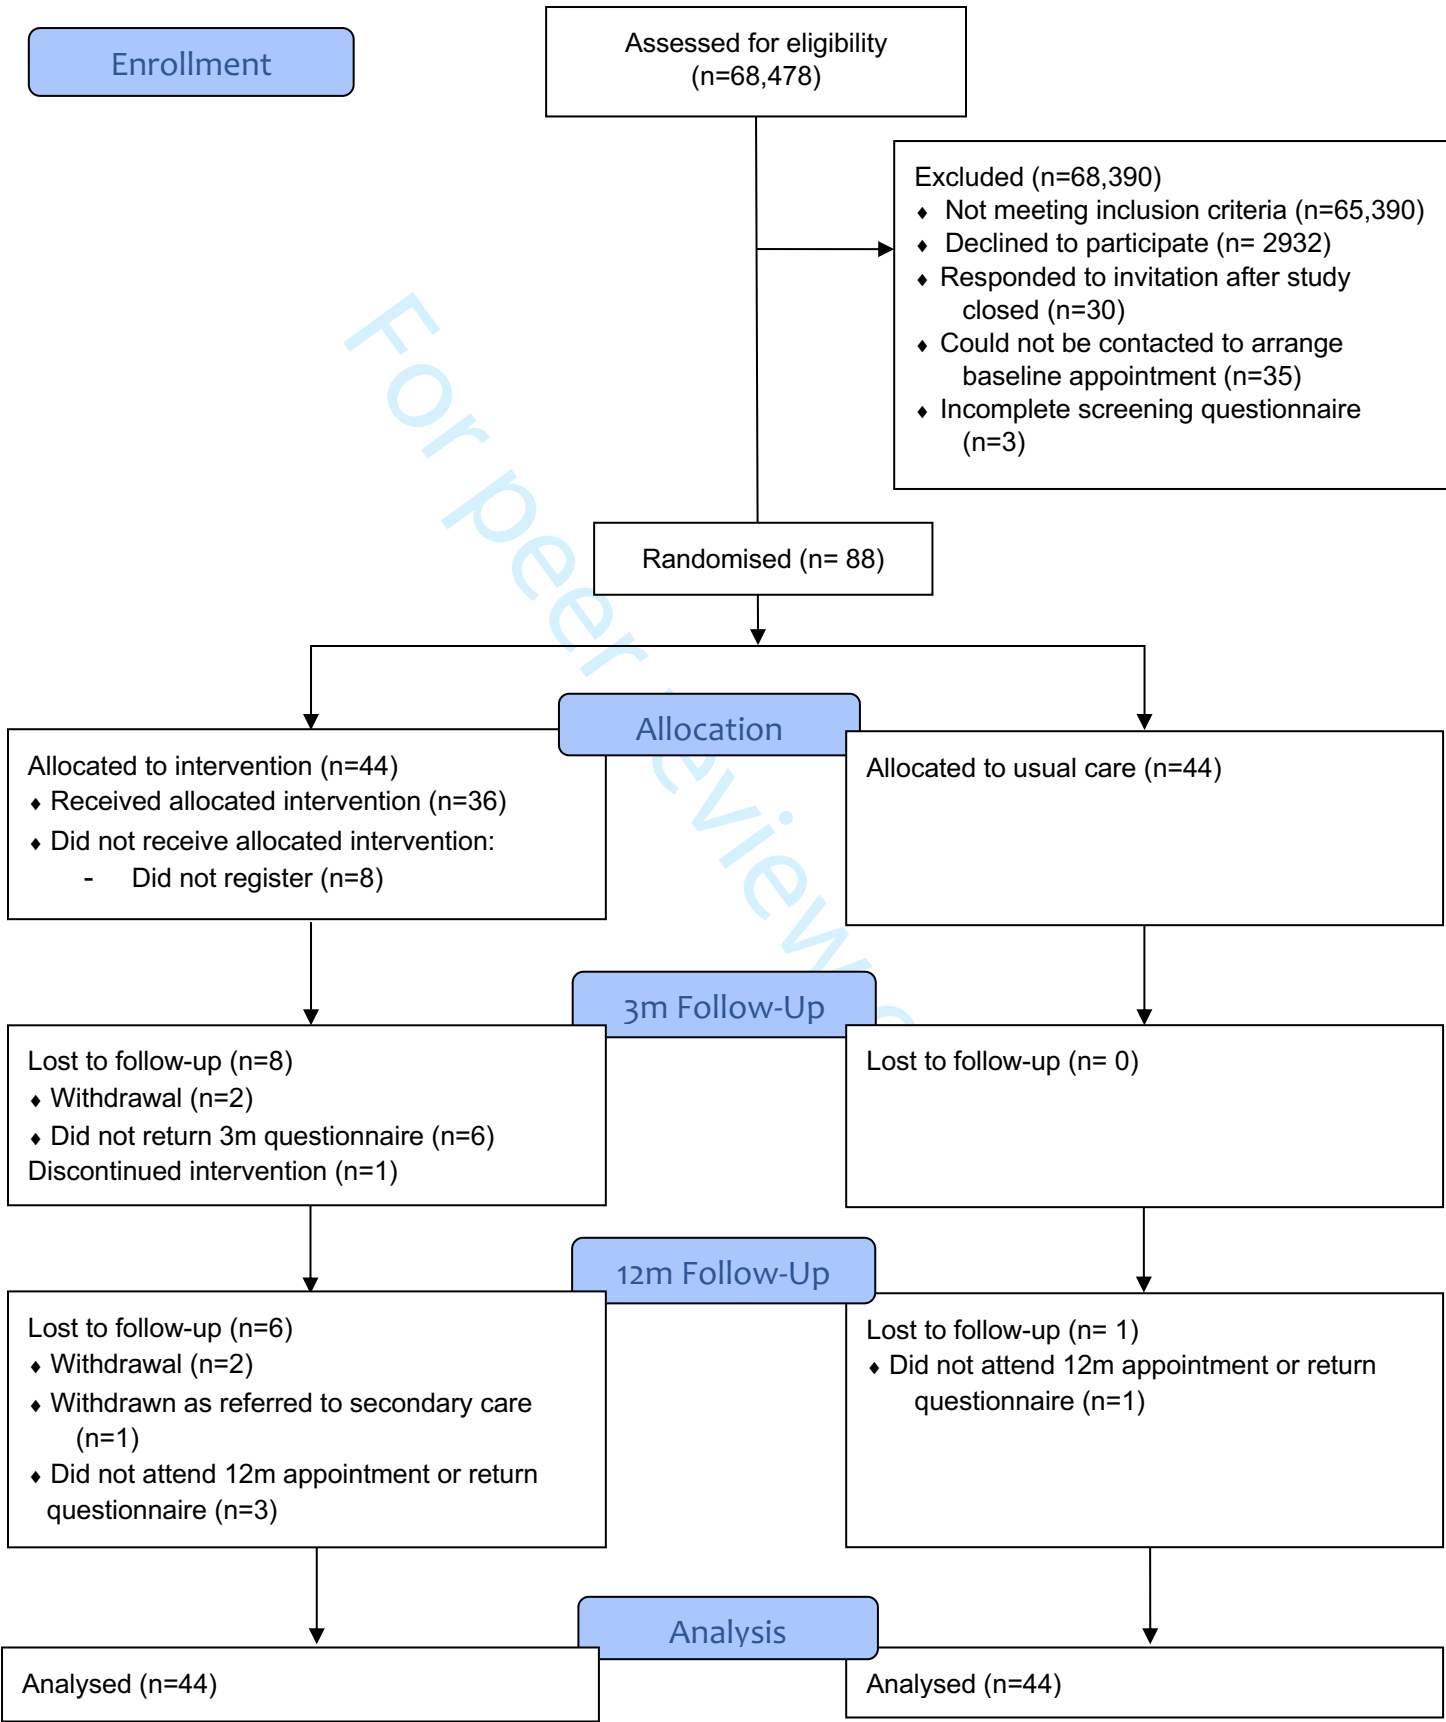 Enrollment
Assessed for eligibility
(n=68,478)
Excluded (n=68,390)
♦ Not meeting inclusion criteria (n=65,390)
♦ Declined to participate (n= 2932)
♦ Responded to invitation after study
closed (n=30)
♦ Could not be contacted to arrange
baseline appointment (n=35)
♦ Incomplete screening questionnaire
(n=3)
For peer review
Randomised (n= 88)
Allocation
Allocated to intervention (n=44)
♦ Received allocated intervention (n=36)
♦ Did not receive allocated intervention:
- Did not register (n=8)
Allocated to usual care (n=44)
3m Follow-Up
Lost to follow-up (n=8)
♦ Withdrawal (n=2)
♦ Did not return 3m questionnaire (n=6)
Discontinued intervention (n=1)
Lost to follow-up (n= 0)
12m Follow-Up
Lost to follow-up (n=6)
♦ Withdrawal (n=2)
♦ Withdrawn as referred to secondary care
(n=1)
♦ Did not attend 12m appointment or return
questionnaire (n=3)
Lost to follow-up (n= 1)
♦ Did not attend 12m appointment or return
questionnaire (n=1)
Analysis
Analysed (n=44)
Analysed (n=44)